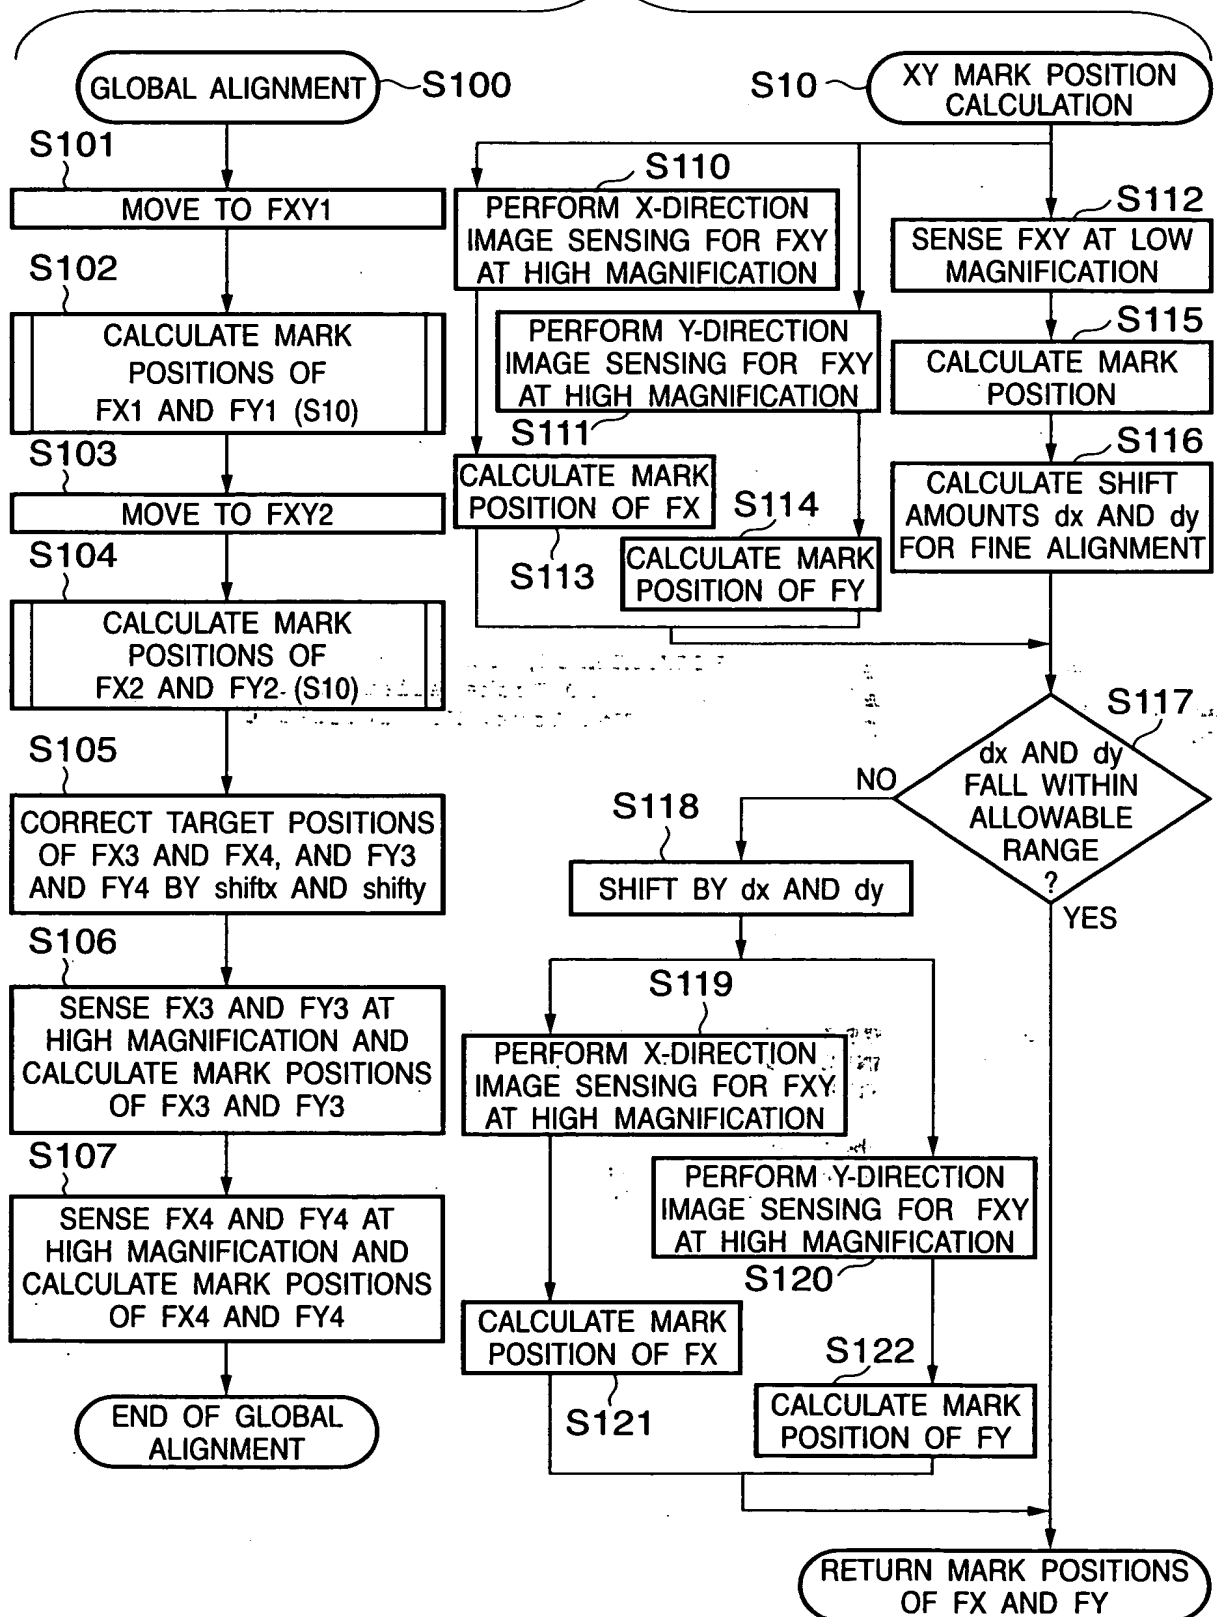 GLOBAL ALIGNMENT
S100
S101
MOVE TO FXY1
S102
CALCULATE MARK
POSITIONS OF
FX1 AND FY1 (S10)
S103
MOVE TO FXY2
S104
CALCULATE MARK
POSITIONS OF
FX2 AND FY2 (S10)
S105
CORRECT TARGET POSITIONS
OF FX3 AND FX4, AND FY3
AND FY4 BY shiftx AND shifty
S106
SENSE FX3 AND FY3 AT
HIGH MAGNIFICATION AND
CALCULATE MARK POSITIONS
OF FX3 AND FY3
S107
SENSE FX4 AND FY4 AT
HIGH MAGNIFICATION AND
CALCULATE MARK POSITIONS
OF FX4 AND FY4
END OF GLOBAL
ALIGNMENT
S10
XY MARK POSITION
CALCULATION
S110
PERFORM X-DIRECTION
IMAGE SENSING FOR FXY
AT HIGH MAGNIFICATION
PERFORM Y-DIRECTION
IMAGE SENSING FOR FXY
AT HIGH MAGNIFICATION
S111
S112
SENSE FXY AT LOW
MAGNIFICATION
S115
CALCULATE MARK
POSITION
CALCULATE MARK
POSITION OF FX
S113
S114
CALCULATE MARK
POSITION OF FY
S116
CALCULATE SHIFT
AMOUNTS dx AND dy
FOR FINE ALIGNMENT
S117
dx AND dy
FALL WITHIN
ALLOWABLE
RANGE
?
NO
YES
S118
SHIFT BY dx AND dy
S119
PERFORM X-DIRECTION
IMAGE SENSING FOR FXY
AT HIGH MAGNIFICATION
PERFORM Y-DIRECTION
IMAGE SENSING FOR FXY
AT HIGH MAGNIFICATION
S120
CALCULATE MARK
POSITION OF FX
S121
S122
CALCULATE MARK
POSITION OF FY
RETURN MARK POSITIONS
OF FX AND FY